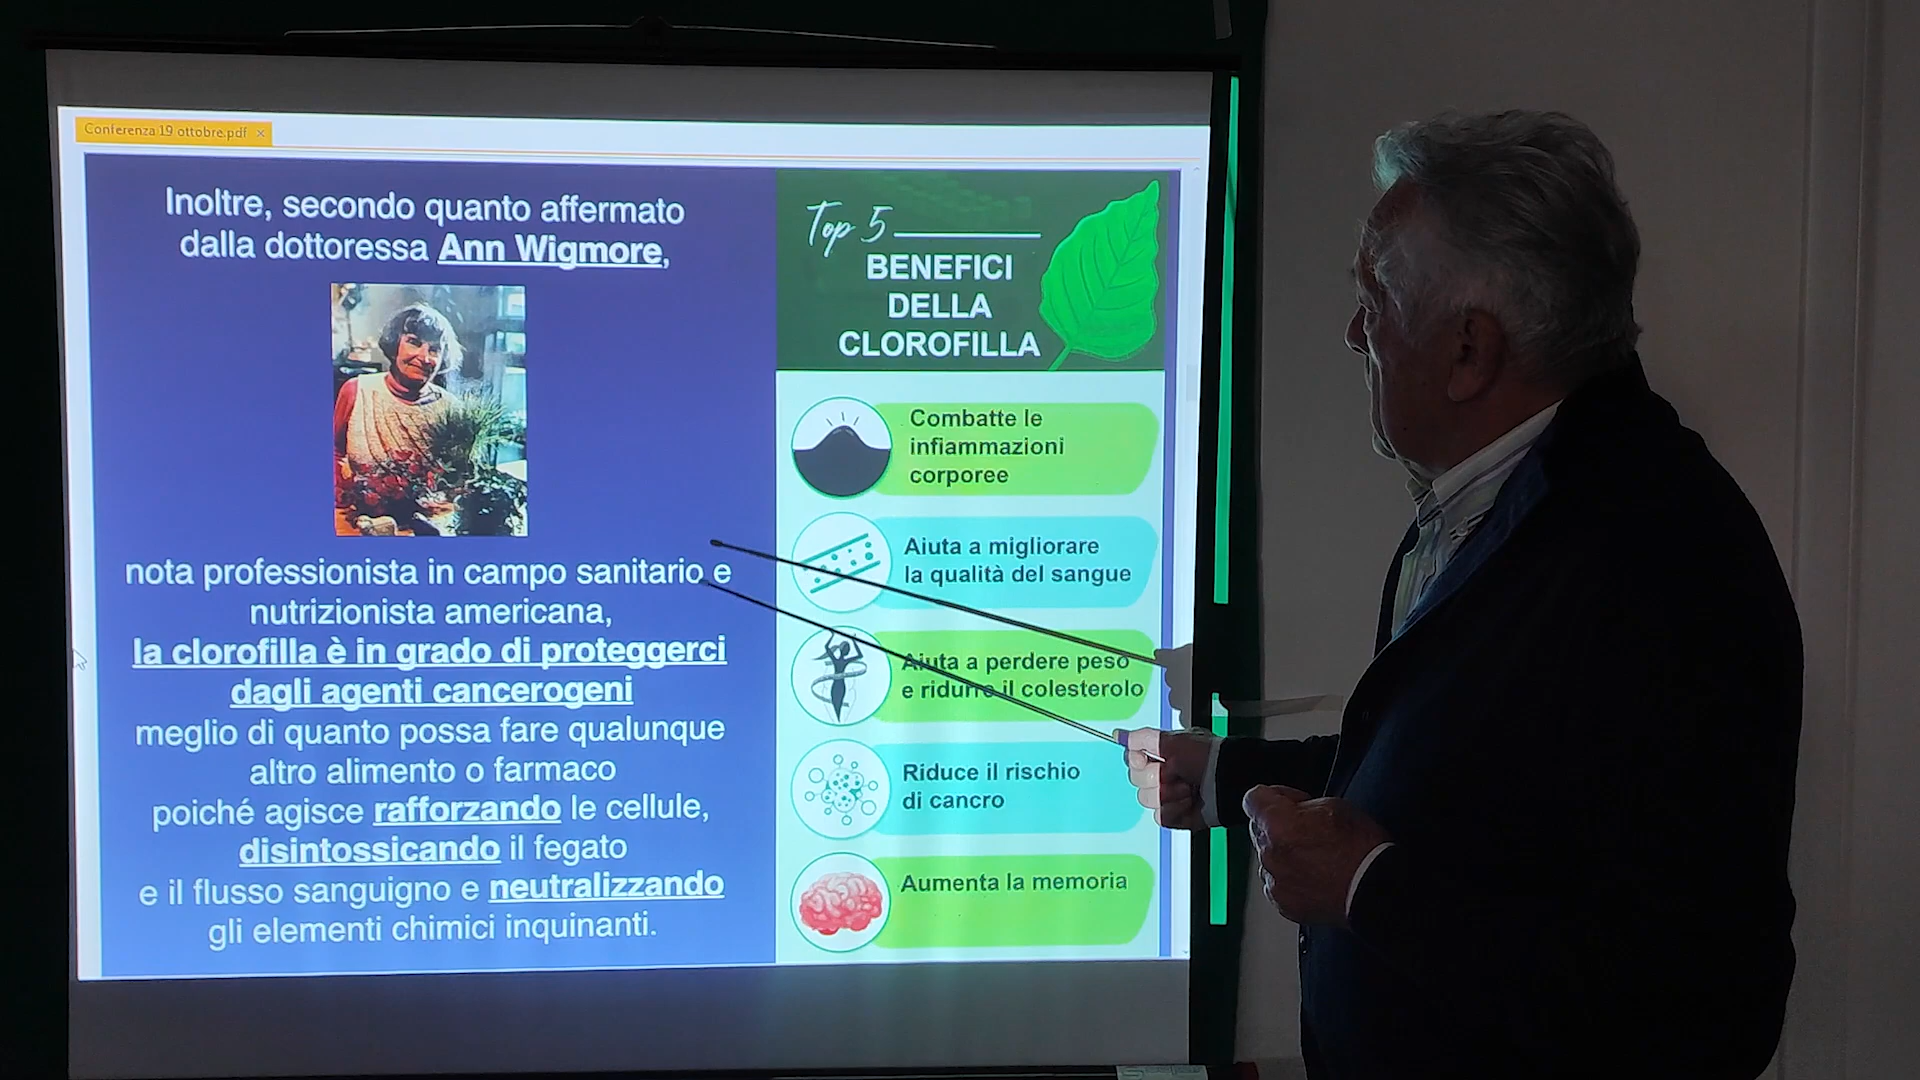 Conferenza 19 ottobre.pdf
Inoltre, secondo quanto affermato
dalla dottoressa Ann Wigmore,
nota professionista in campo sanitario e
nutrizionista americana,
la clorofilla è in grado di proteggerci
dagli agenti cancerogeni
meglio di quanto possa fare qualunque
altro alimento o farmaco
poiché agisce rafforzando le cellule,
disintossicando il fegato
e il flusso sanguigno e neutralizzando
gli elementi chimici inquinanti.
Top 5
BENEFICI
DELLA
CLOROFILLA
Combatte le
infiammazioni
corporee
Aiuta a migliorare
la qualità del sangue
Aiuta a perdere peso
e ridurre il colesterolo
Riduce il rischio
di cancro
Aumenta la memoria